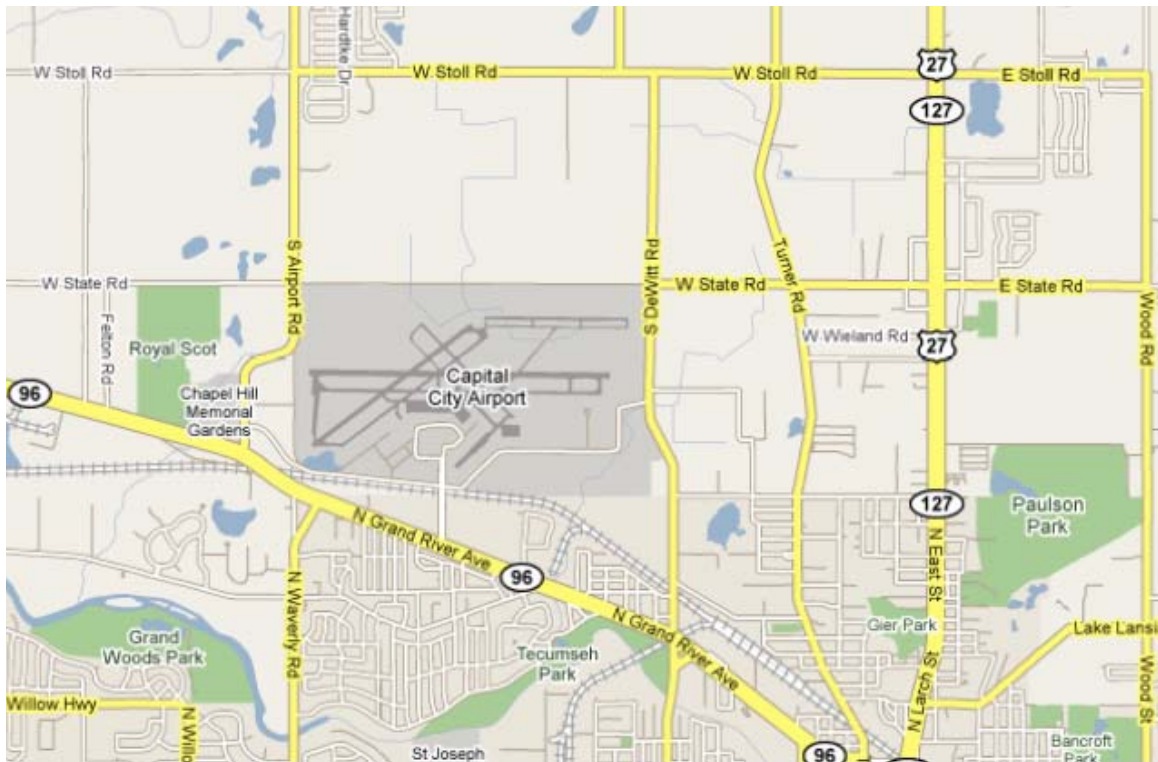 Hardtke Dr
W Stoll Rd
W Stoll Rd
W Stoll Rd
27
E Stoll Rd
127
S Airport Rd
S DeWitt Rd
Turner Rd
W State Rd
W State Rd
E State Rd
Felton Rd
Wood Rd
W Wieland Rd
27
Royal Scot
Capital
City Airport
96
Chapel Hill
Memorial
Gardens
127
Paulson
Park
N Grand River Ave
N East St
96
N Waverly Rd
N Grand River Ave
Gier Park
Lake Lansi
Grand
Woods Park
Tecumseh
Park
N Larch St
Wood St
Willow Hwy
N Willo
St Joseph
96
Bancroft
Park